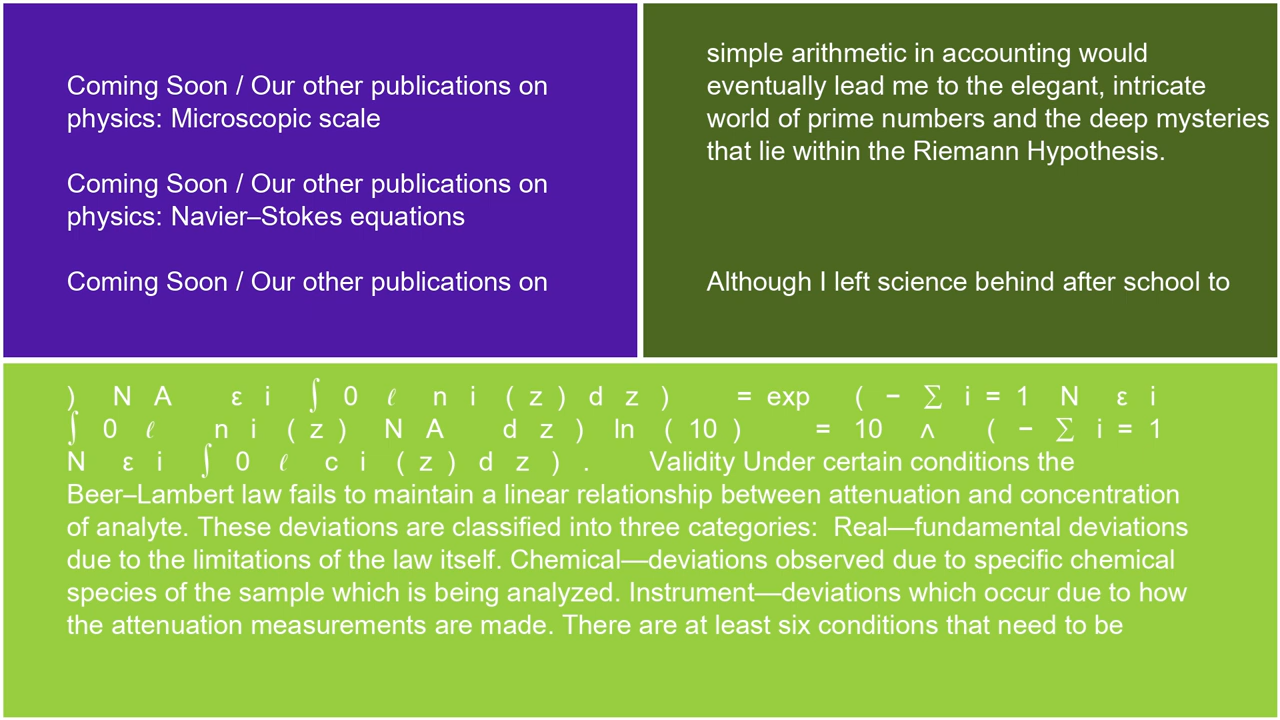 Coming Soon / Our other publications on
physics: Microscopic scale
Coming Soon / Our other publications on
physics: Navier–Stokes equations
Coming Soon / Our other publications on
simple arithmetic in accounting would
eventually lead me to the elegant, intricate
world of prime numbers and the deep mysteries
that lie within the Riemann Hypothesis.
Although I left science behind after school to
) N A ε i ∫ 0 ℓ n i ( z ) d z ) = exp ( − ∑ i = 1 N ε i
∫ 0 ℓ n i ( z ) N A d z ) ln ( 10 ) = 10 ∧ ( − ∑ i = 1
N ε i ∫ 0 ℓ c i ( z ) d z ) . Validity Under certain conditions the
Beer–Lambert law fails to maintain a linear relationship between attenuation and concentration
of analyte. These deviations are classified into three categories: Real—fundamental deviations
due to the limitations of the law itself. Chemical—deviations observed due to specific chemical
species of the sample which is being analyzed. Instrument—deviations which occur due to how
the attenuation measurements are made. There are at least six conditions that need to be